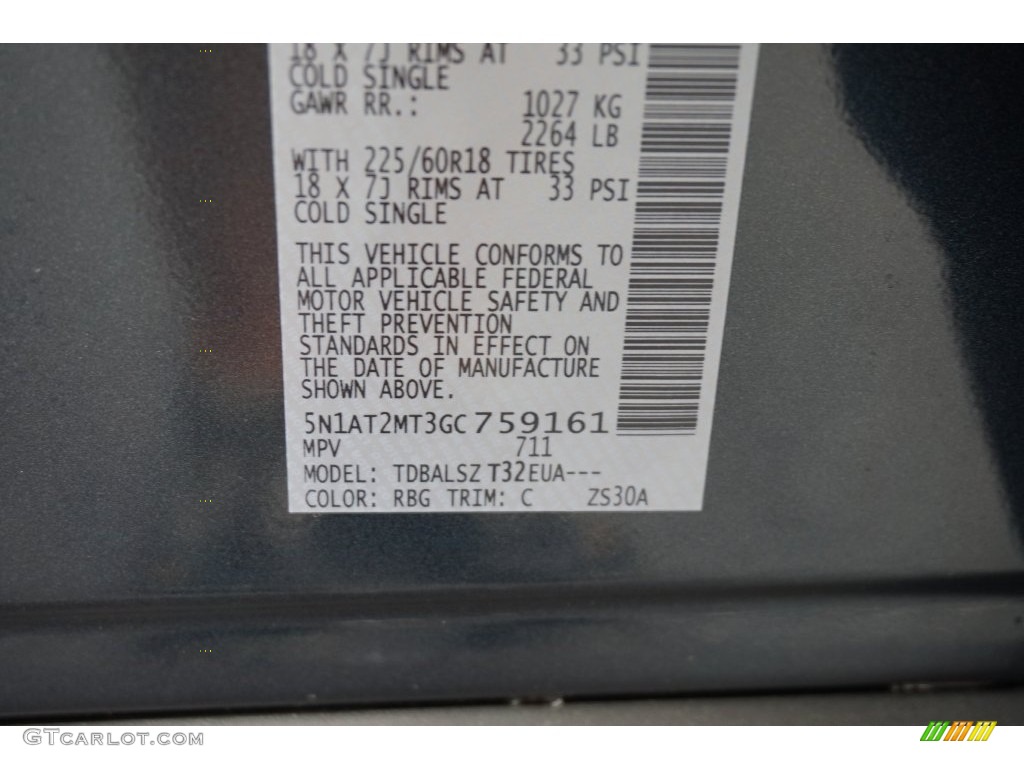 18 X 7J RIMS AT 33 PSI
COLD SINGLE
GAWR RR.: 1027 KG
2264 LB
WITH 225/60R18 TIRES
18 X 7J RIMS AT 33 PSI
COLD SINGLE
THIS VEHICLE CONFORMS TO
ALL APPLICABLE FEDERAL
MOTOR VEHICLE SAFETY AND
THEFT PREVENTION
STANDARDS IN EFFECT ON
THE DATE OF MANUFACTURE
SHOWN ABOVE.
5N1AT2MT3GC759161
MPV 711
MODEL: TDBALSZ T32EUA---
COLOR: RBG TRIM: C ZS30A
GTCARLOT.COM